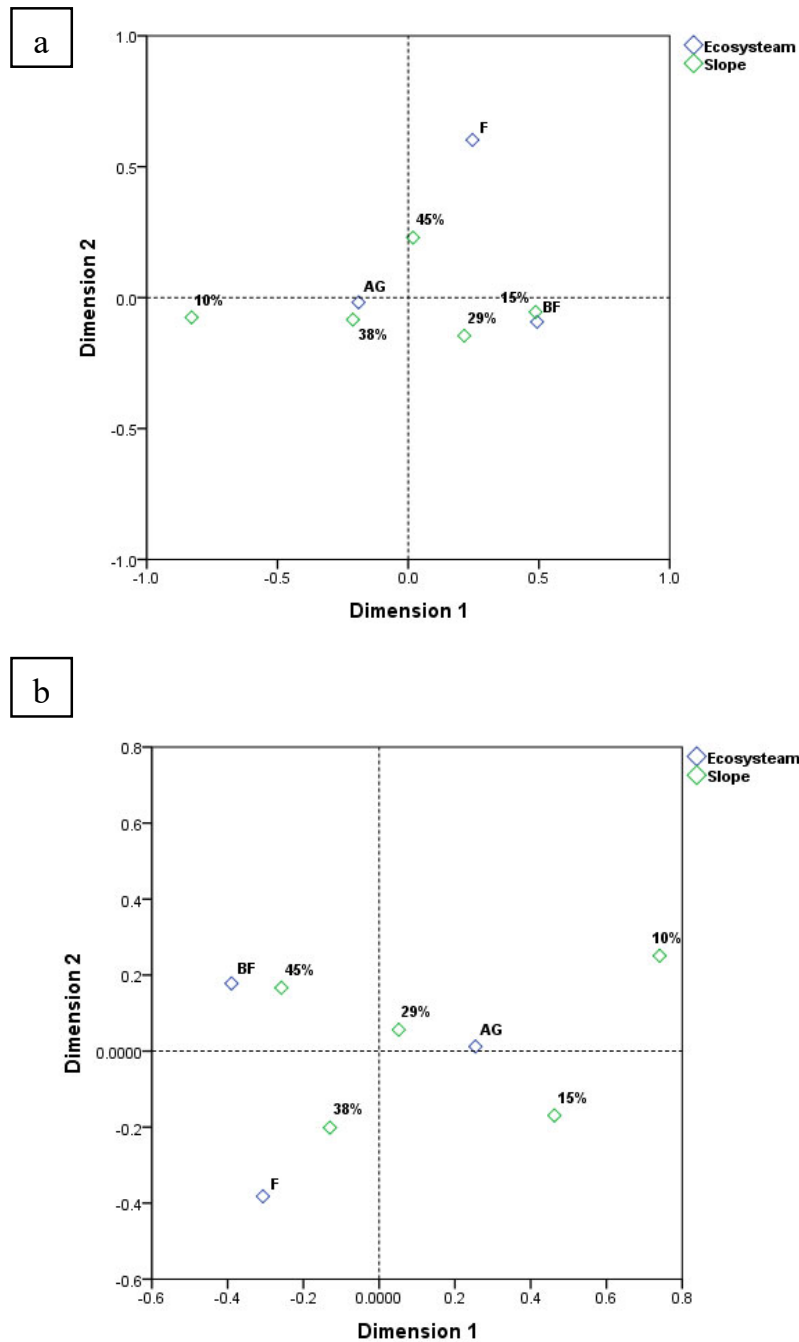 a
Ecosysteam
Slope
1.0
0.5
0.0
-0.5
-1.0
Dimension 2
F
45%
AG
10%
38%
29%
15%
BF
-1.0 -0.5 0.0 0.5 1.0
Dimension 1
b
Ecosysteam
Slope
0.8
0.6
0.4
0.2
0.0000
-0.2
-0.4
-0.6
Dimension 2
10%
BF
45%
29%
AG
38%
15%
F
-0.6 -0.4 -0.2 0.0000 0.2 0.4 0.6 0.8
Dimension 1